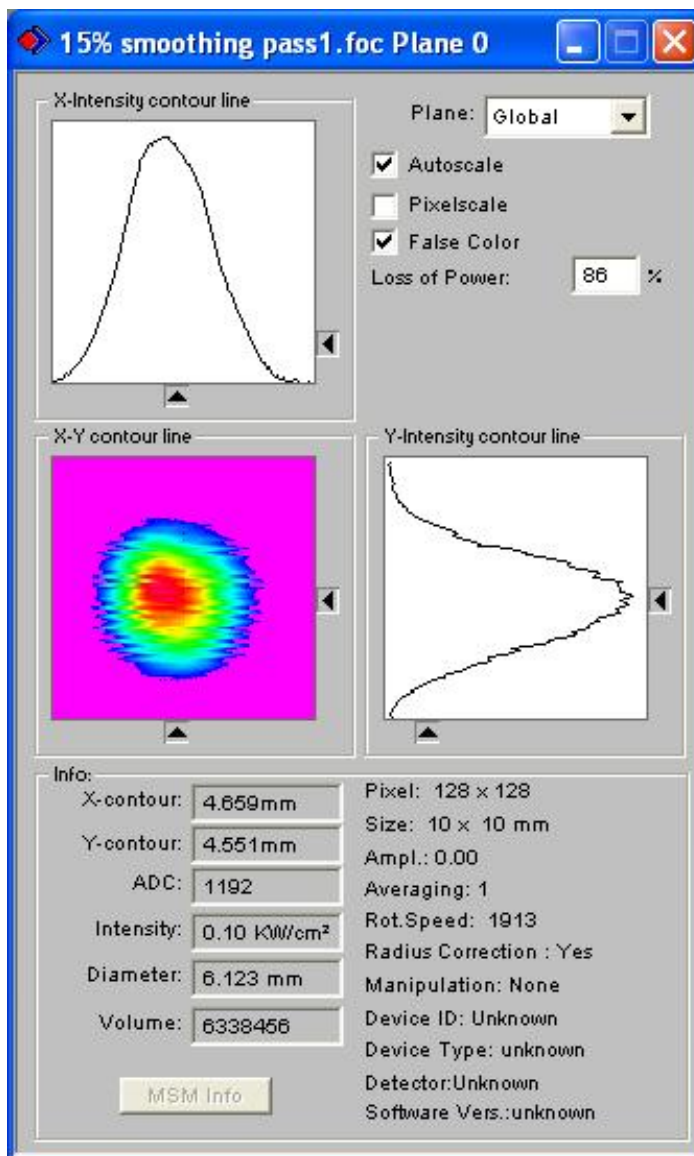 15% smoothing pass1.foc Plane 0
X-Intensity contour line
Plane: Global
Autoscale
Pixelscale
False Color
Loss of Power: 86 %
X-Y contour line
Y-Intensity contour line
Info:
X-contour: 4.659mm
Y-contour: 4.551mm
ADC: 1192
Intensity: 0.10 KW/cm²
Diameter: 6.123 mm
Volume: 6338456
MSM Info
Pixel: 128 x 128
Size: 10 x 10 mm
Ampl.: 0.00
Averaging: 1
Rot.Speed: 1913
Radius Correction : Yes
Manipulation: None
Device ID: Unknown
Device Type: unknown
Detector:Unknown
Software Vers.:unknown